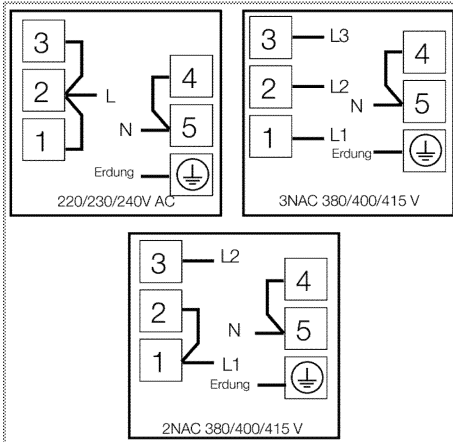 3
2
1
L
N
4
5
Erdung
220/230/240V AC
3
L3
2
L2
1
L1
N
4
5
Erdung
3NAC 380/400/415 V
3
L2
2
1
L1
N
4
5
Erdung
2NAC 380/400/415 V